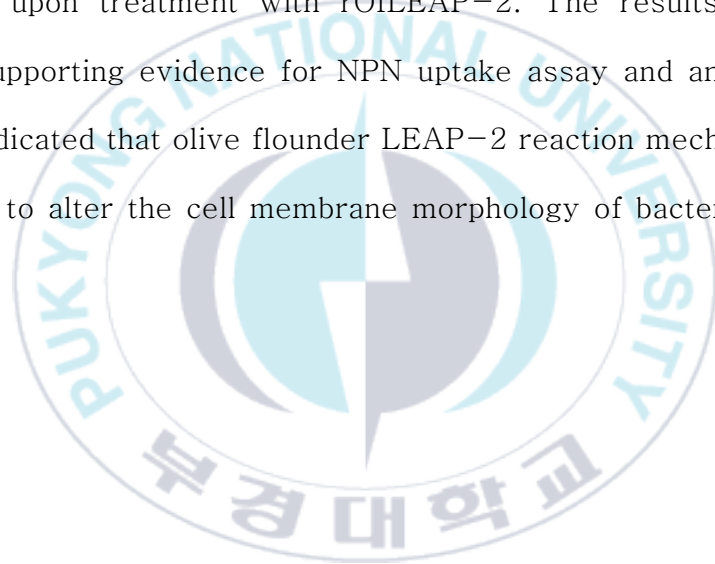 upon treatment with rOlLEAP-2. The results
upporting evidence for NPN uptake assay and an
dicated that olive flounder LEAP-2 reaction mech
to alter the cell membrane morphology of bacter
PUKYONG NATIONAL UNIVERSITY
부경대학교